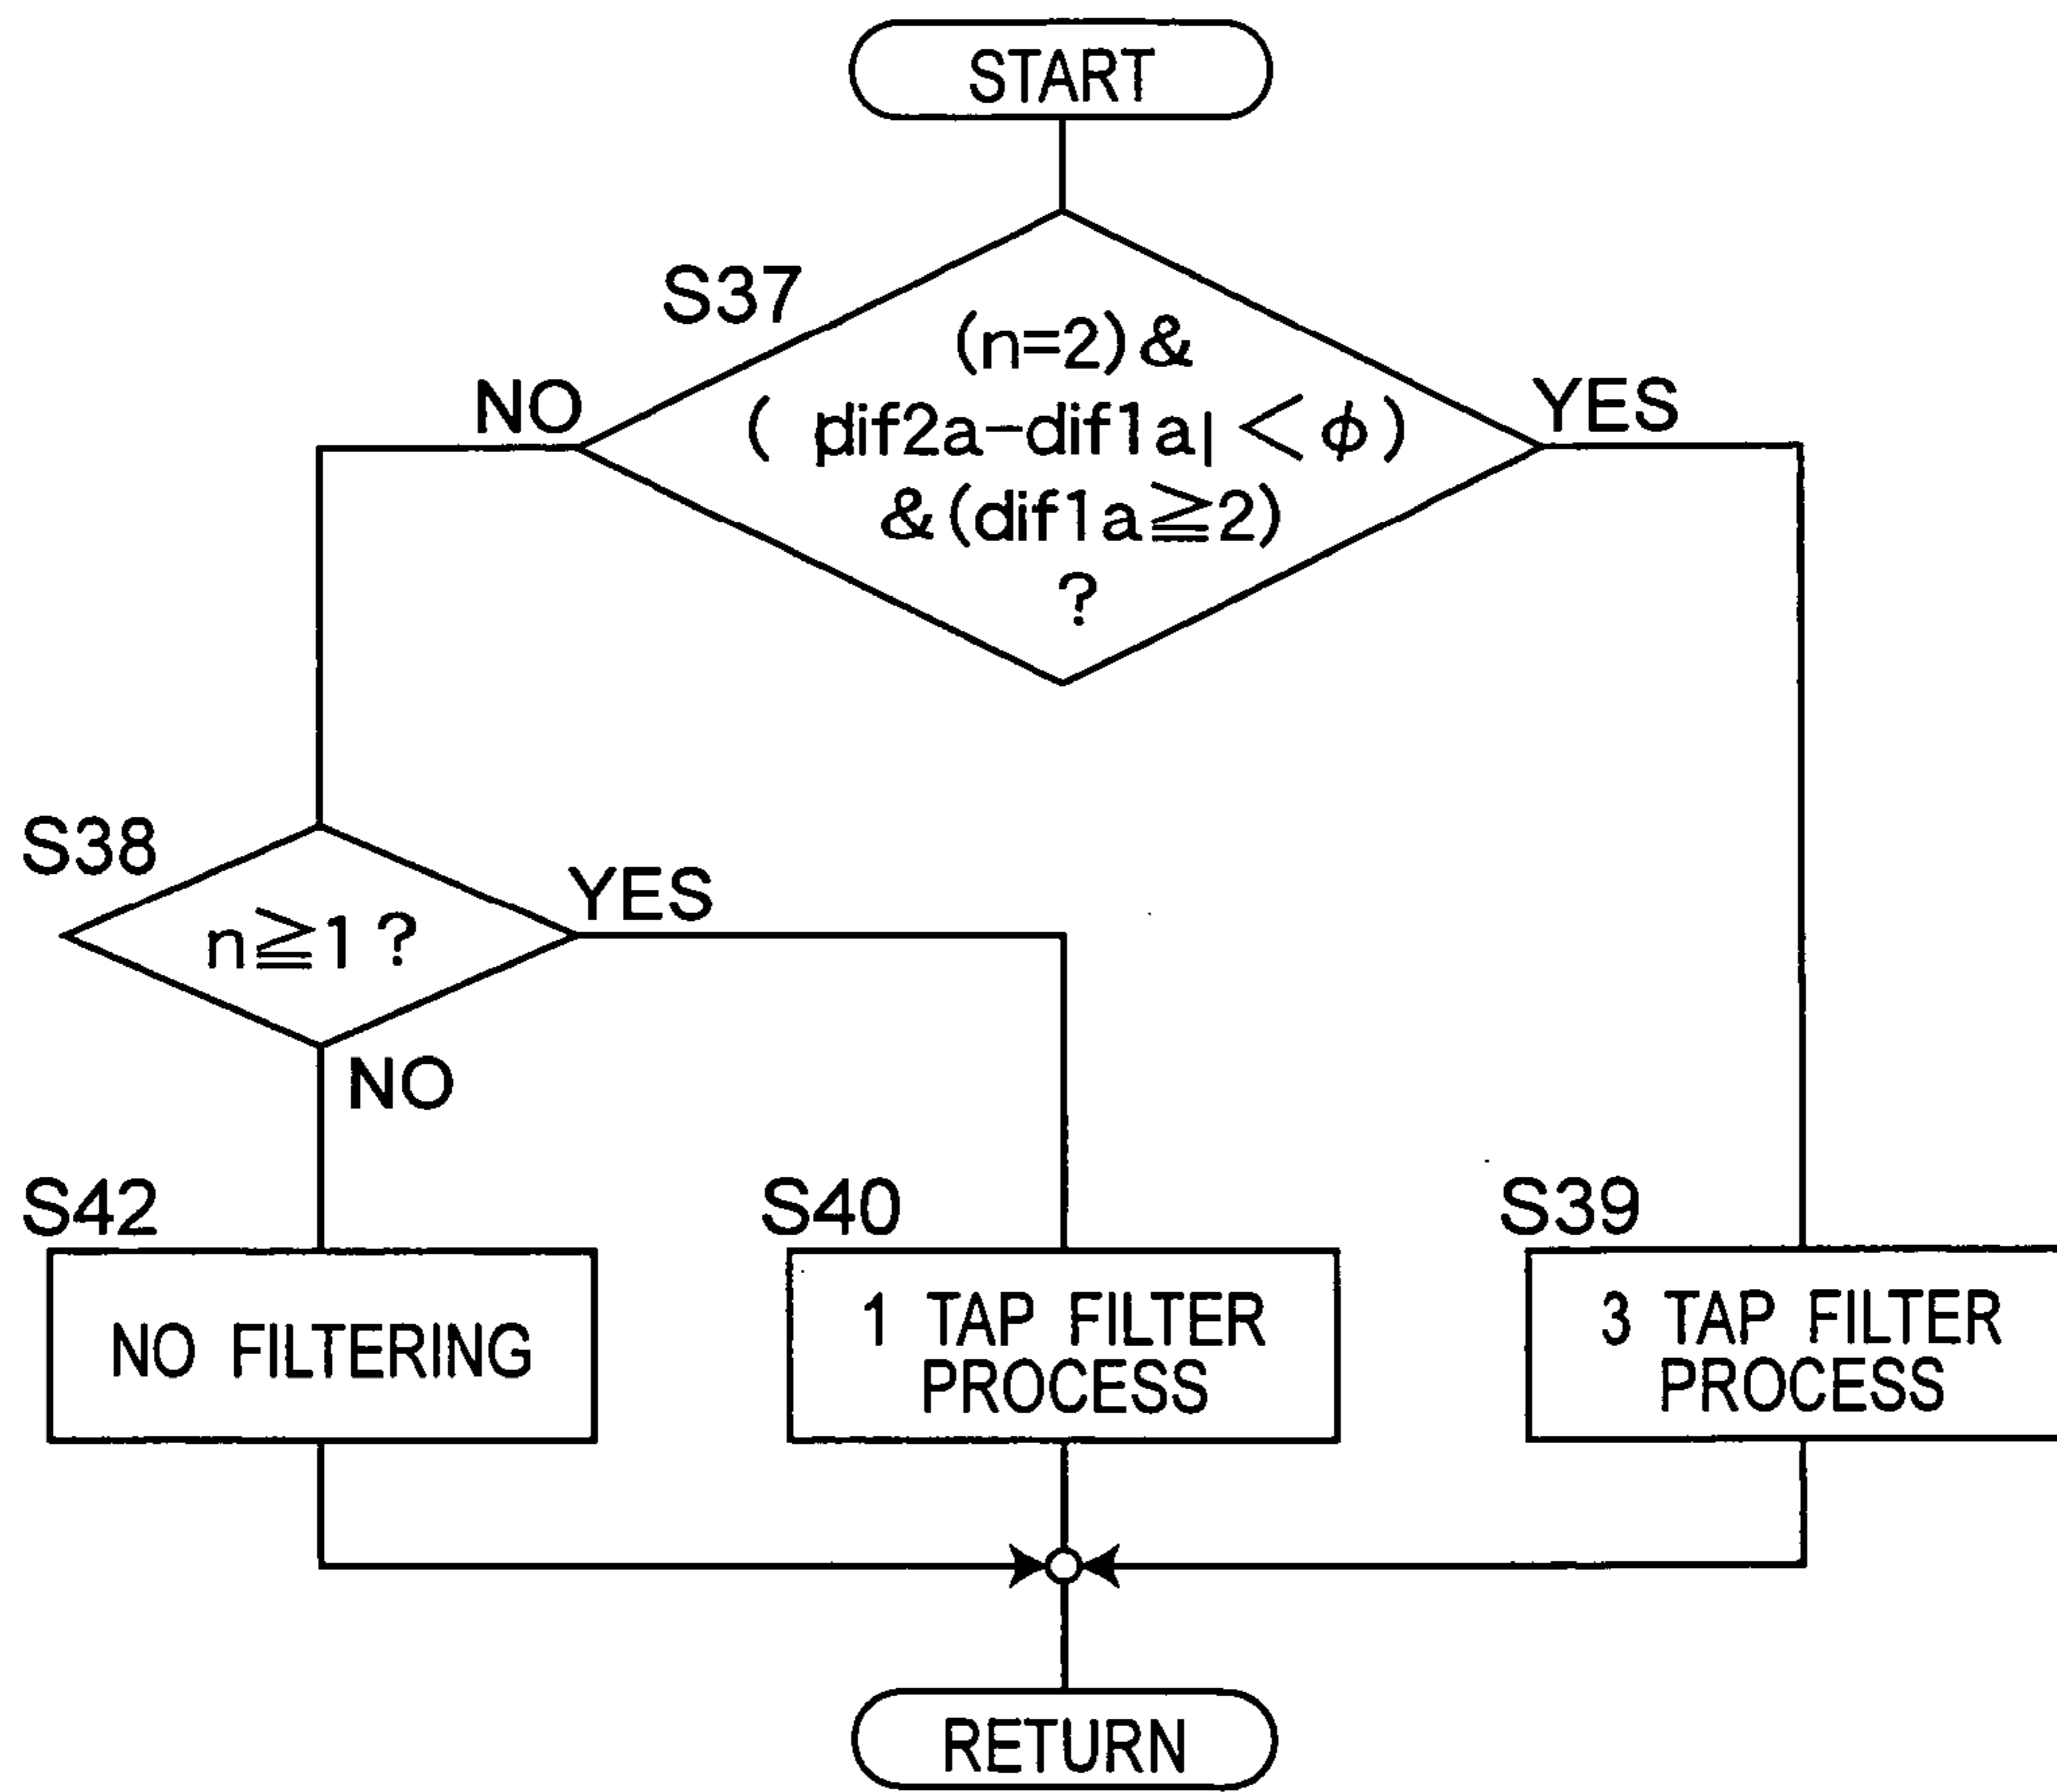 START
S37
(n=2)&
( dif2a-dif1a|<φ)
&(dif1a≧2)
?
NO
YES
S38
n≧1?
YES
NO
S42
NO FILTERING
S40
1 TAP FILTER
PROCESS
S39
3 TAP FILTER
PROCESS
RETURN